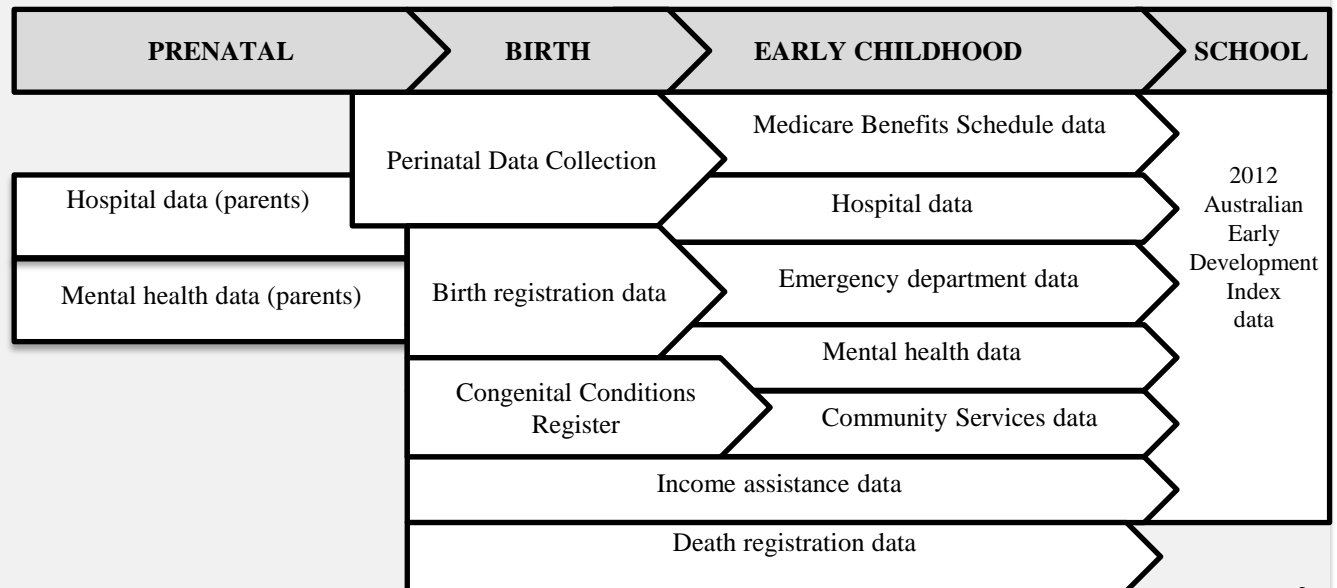 PRENATAL
BIRTH
EARLY CHILDHOOD
SCHOOL
Perinatal Data Collection
Medicare Benefits Schedule data
Hospital data (parents)
Hospital data
Mental health data (parents)
Birth registration data
Emergency department data
2012
Australian
Early
Development
Index
data
Mental health data
Congenital Conditions
Register
Community Services data
Income assistance data
Death registration data